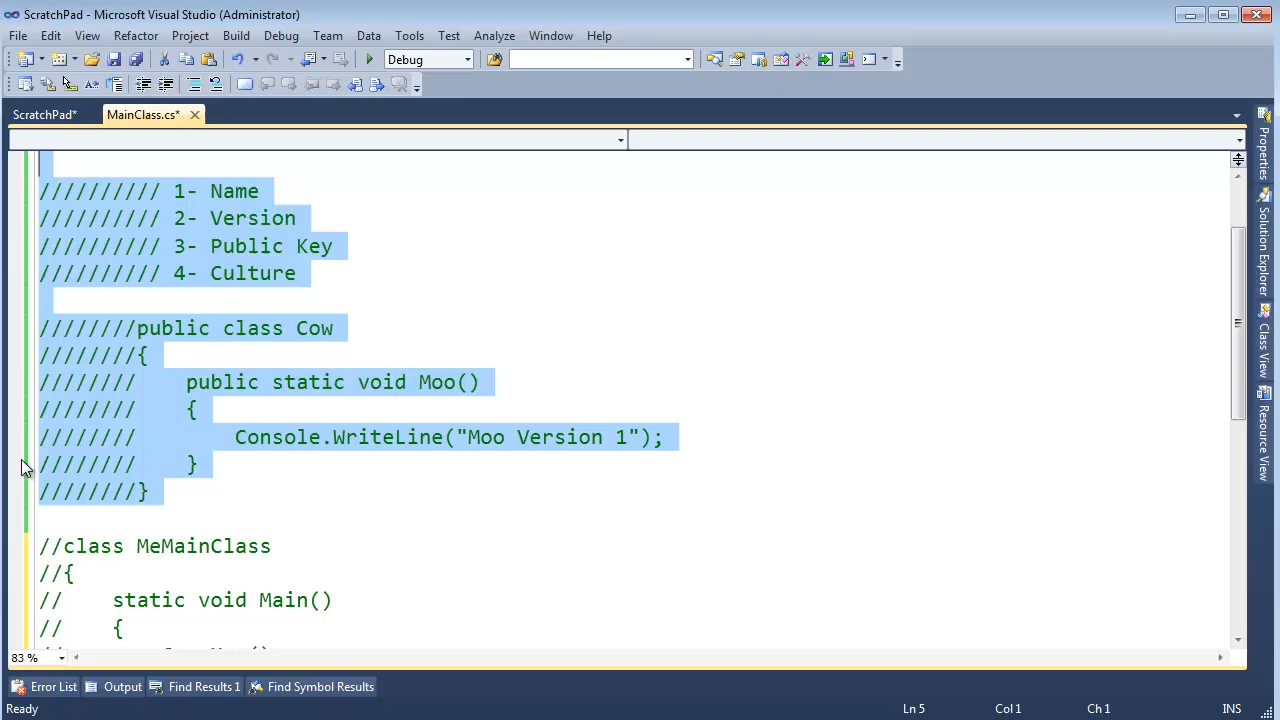 ScratchPad - Microsoft Visual Studio (Administrator)
File Edit View Refactor Project Build Debug Team Data Tools Test Analyze Window Help
Debug
ScratchPad* MainClass.cs*
////////// 1- Name
////////// 2- Version
////////// 3- Public Key
////////// 4- Culture
////////public class Cow
////////{
////////    public static void Moo()
////////    {
////////        Console.WriteLine("Moo Version 1");
////////    }
////////}
//class MeMainClass
//{
//    static void Main()
//    {
83 %
Error List Output Find Results 1 Find Symbol Results
Ready Ln 5 Col 1 Ch 1 INS
Properties
Solution Explorer
Class View
Resource View